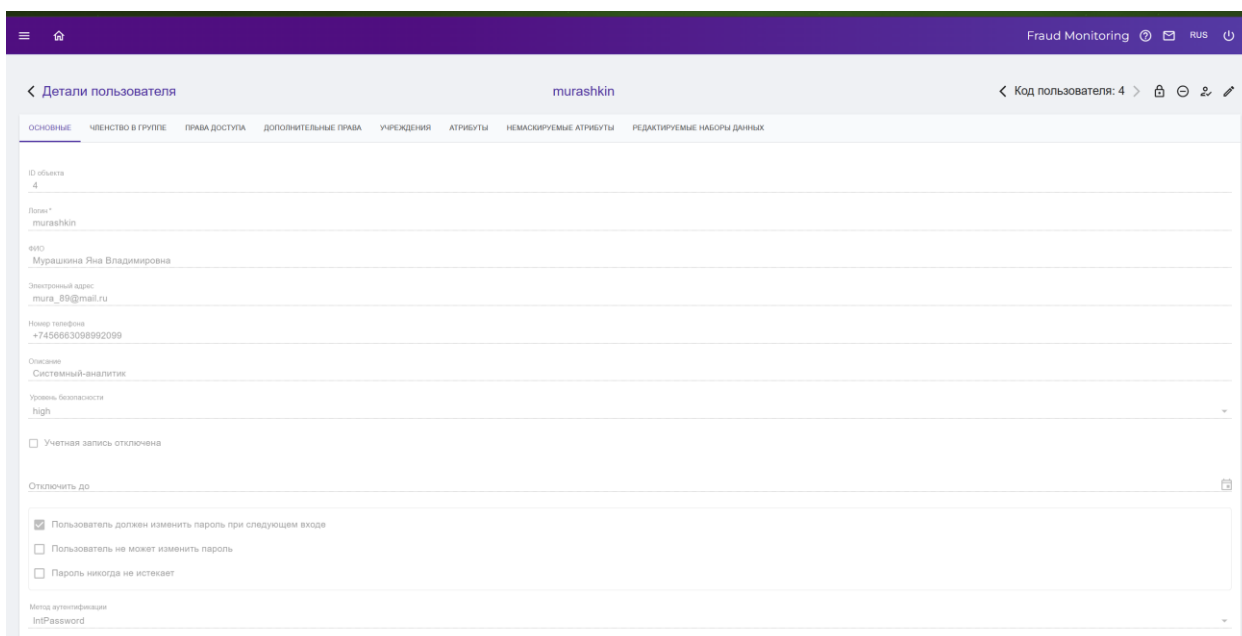 Fraud Monitoring RUS
Детали пользователя murashkin Код пользователя: 4
ОСНОВНЫЕ ЧЛЕНСТВО В ГРУППЕ ПРАВА ДОСТУПА ДОПОЛНИТЕЛЬНЫЕ ПРАВА УЧРЕЖДЕНИЯ АТРИБУТЫ НЕМАСКИРУЕМЫЕ АТРИБУТЫ РЕДАКТИРУЕМЫЕ НАБОРЫ ДАННЫХ
ID объекта
4
Логин *
murashkin
ФИО
Мурашкина Яна Владимировна
Электронный адрес
mura_89@mail.ru
Номер телефона
+7456663098992099
Описание
Системный-аналитик
Уровень безопасности
high
Учетная запись отключена
Отключить до
Пользователь должен изменить пароль при следующем входе
Пользователь не может изменить пароль
Пароль никогда не истекает
Метод аутентификации
IntPassword